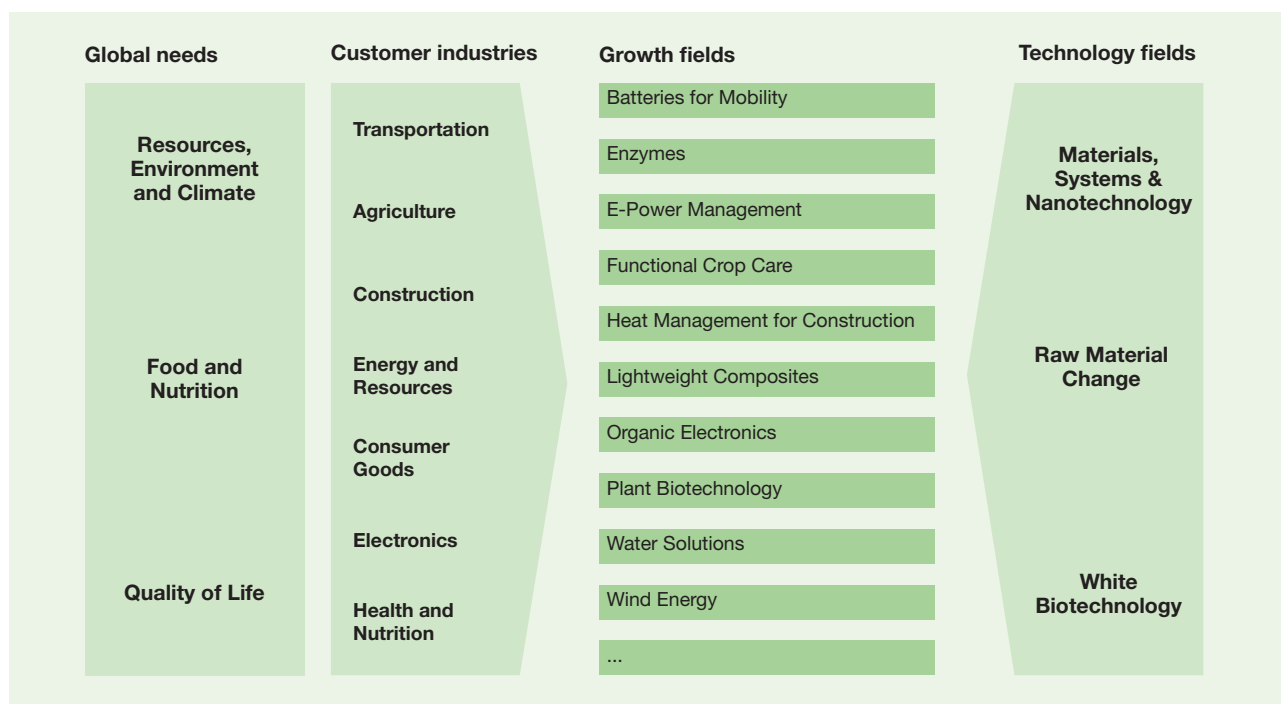 Global needs
Resources,
Environment
and Climate
Food and
Nutrition
Quality of Life
Customer industries
Transportation
Agriculture
Construction
Energy and
Resources
Consumer
Goods
Electronics
Health and
Nutrition
Growth fields
Batteries for Mobility
Enzymes
E-Power Management
Functional Crop Care
Heat Management for Construction
Lightweight Composites
Organic Electronics
Plant Biotechnology
Water Solutions
Wind Energy
...
Technology fields
Materials,
Systems &
Nanotechnology
Raw Material
Change
White
Biotechnology